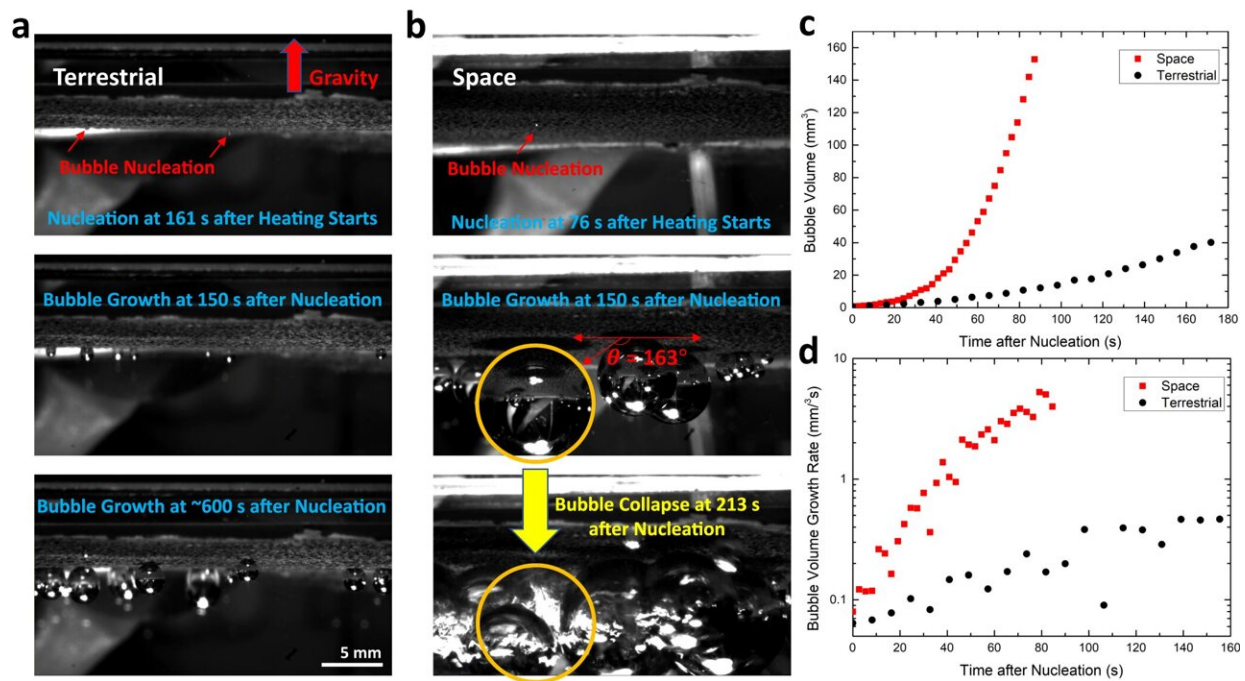 a
Terrestrial
Gravity
Bubble Nucleation
Nucleation at 161 s after Heating Starts
Bubble Growth at 150 s after Nucleation
Bubble Growth at ~600 s after Nucleation
5 mm
b
Space
Bubble Nucleation
Nucleation at 76 s after Heating Starts
Bubble Growth at 150 s after Nucleation
θ = 163°
Bubble Collapse at 213 s
after Nucleation
c
Bubble Volume (mm³)
160
140
120
100
80
60
40
20
0
Space
Terrestrial
0 20 40 60 80 100 120 140 160 180
Time after Nucleation (s)
d
Bubble Volume Growth Rate (mm/³s)
10
1
0.1
Space
Terrestrial
0 20 40 60 80 100 120 140 160
Time after Nucleation (s)